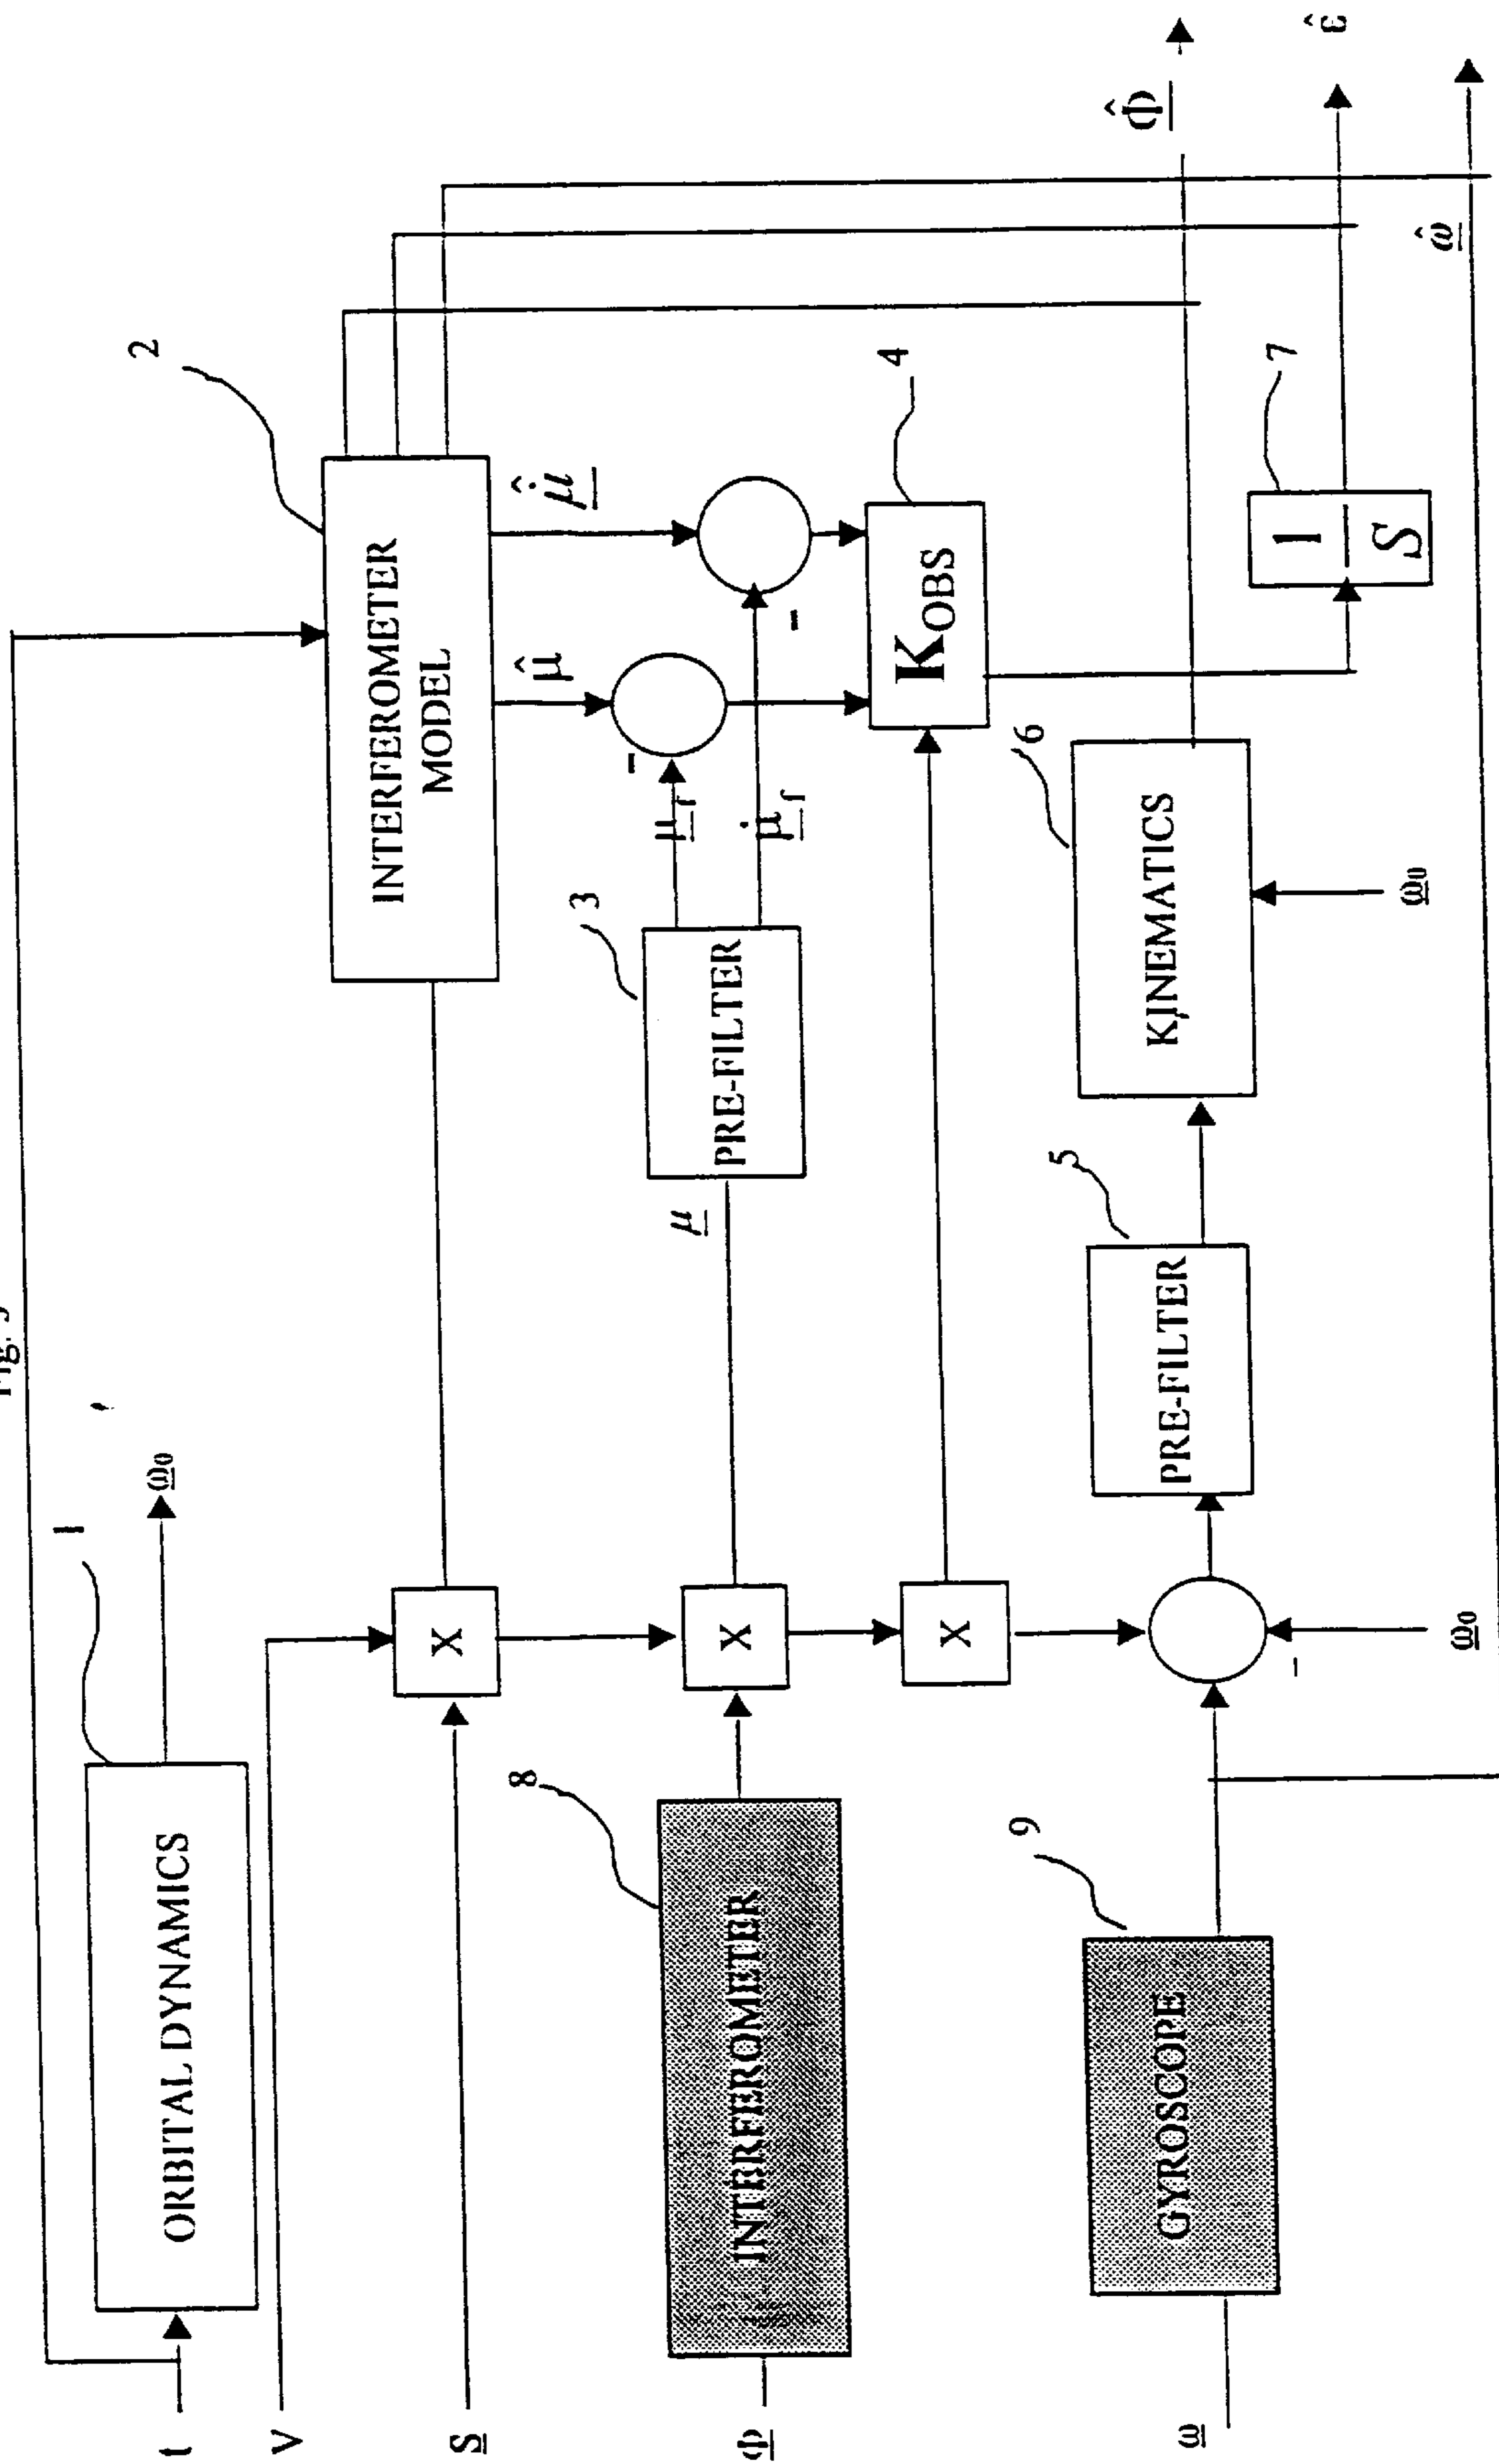 Fig. 3
t
V
S
Φ
ω
1
ORBITAL DYNAMICS
ω0
X
X
X
8
INTERFEROMETER
9
GYROSCOPE
-
ω0
μ
3
PRE-FILTER
5
PRE-FILTER
2
INTERFEROMETER
MODEL
μ̂
μ̇̂
μf
μ̇f
-
-
4
KOBS
6
KINEMATICS
ω0
7
1
S
Φ̂
ε̂
ω̂